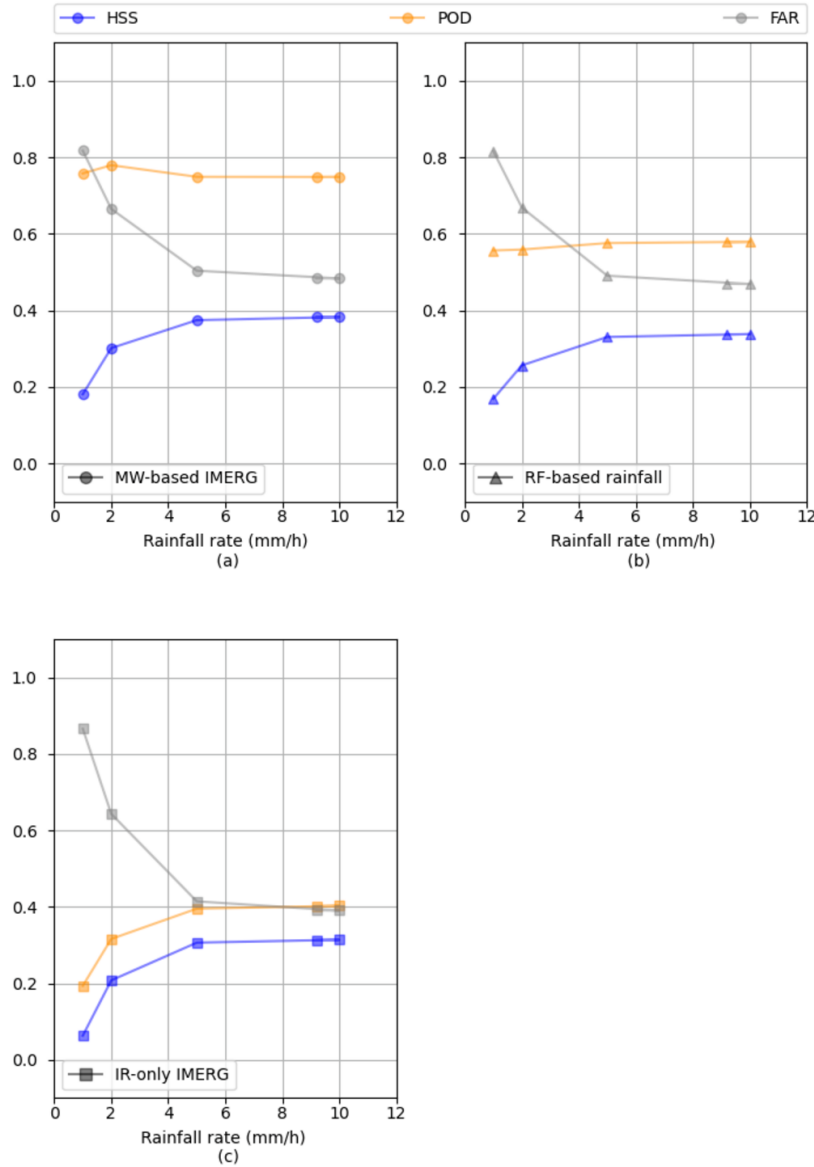 HSS POD FAR
1.0
0.8
0.6
0.4
0.2
0.0
MW-based IMERG
0 2 4 6 8 10 12
Rainfall rate (mm/h)
(a)
1.0
0.8
0.6
0.4
0.2
0.0
RF-based rainfall
0 2 4 6 8 10 12
Rainfall rate (mm/h)
(b)
1.0
0.8
0.6
0.4
0.2
0.0
IR-only IMERG
0 2 4 6 8 10 12
Rainfall rate (mm/h)
(c)